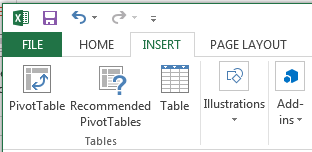 FILE HOME INSERT PAGE LAYOUT
PivotTable Recommended PivotTables Table Illustrations Add-ins
Tables